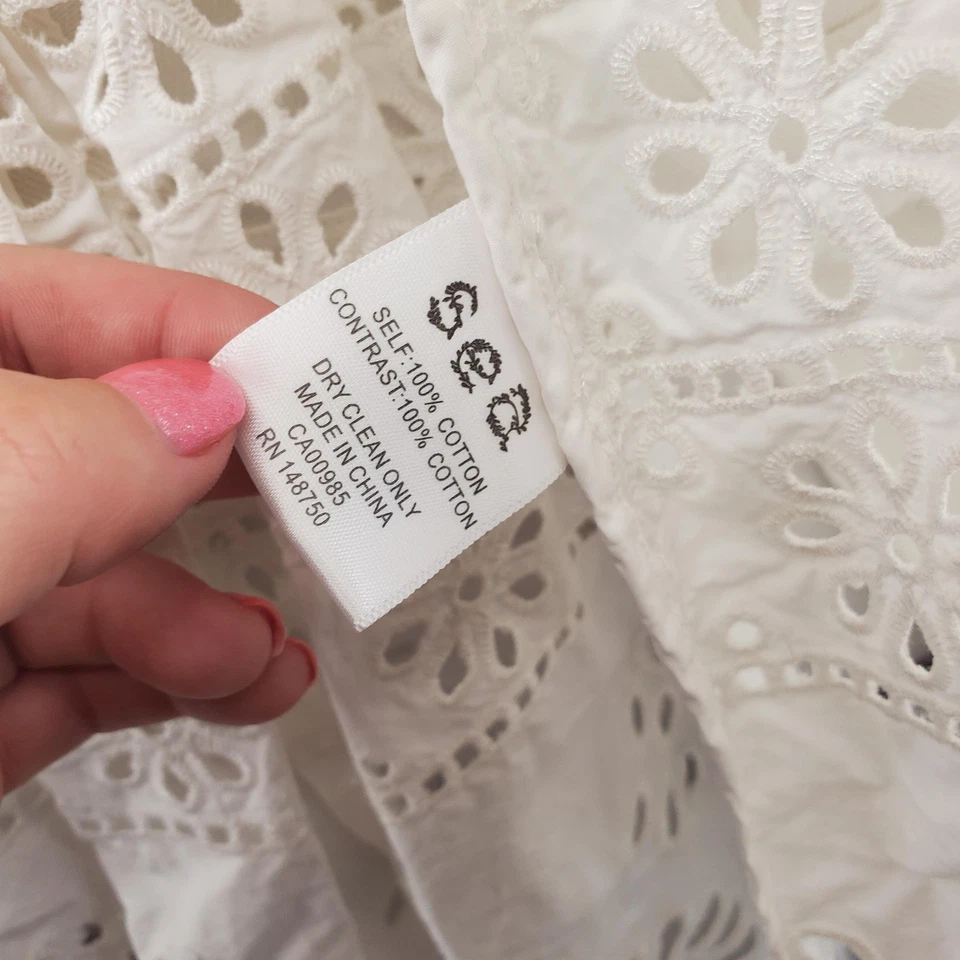 SELF:100% COTTON
CONTRAST:100% COTTON
DRY CLEAN ONLY
MADE IN CHINA
CA00985
RN 148750